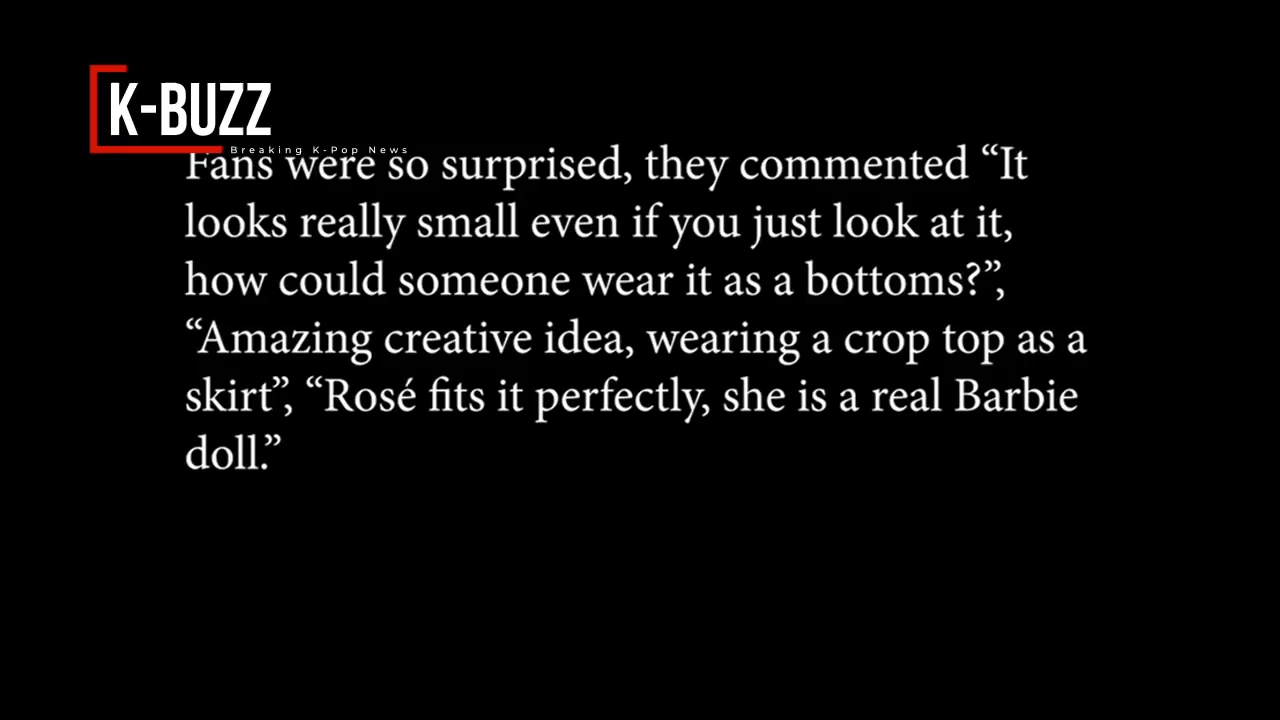 K-BUZZ
Breaking K-Pop News
Fans were so surprised, they commented “It
looks really small even if you just look at it,
how could someone wear it as a bottoms?”,
“Amazing creative idea, wearing a crop top as a
skirt”, “Rosé fits it perfectly, she is a real Barbie
doll.”